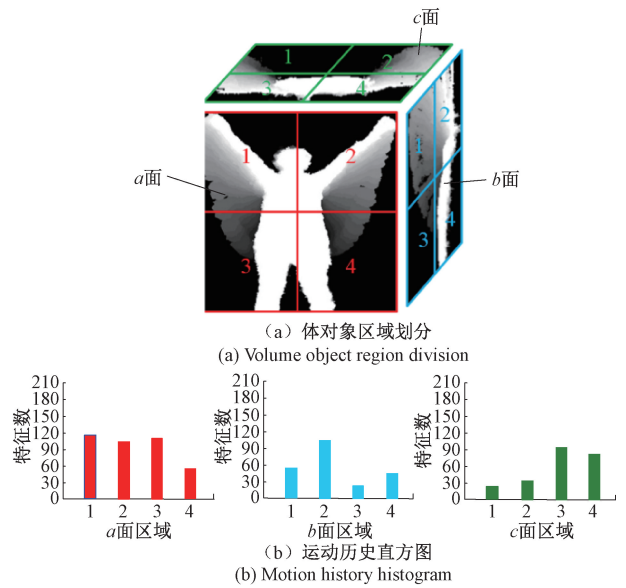 c面
1 2
3 4
1 2
3 4
a面
1 2
3 4
b面
（a）体对象区域划分
(a) Volume object region division
特征数
210
180
150
120
90
60
30
0
1 2 3 4
a面区域
特征数
210
180
150
120
90
60
30
0
1 2 3 4
b面区域
特征数
210
180
150
120
90
60
30
0
1 2 3 4
c面区域
（b）运动历史直方图
(b) Motion history histogram